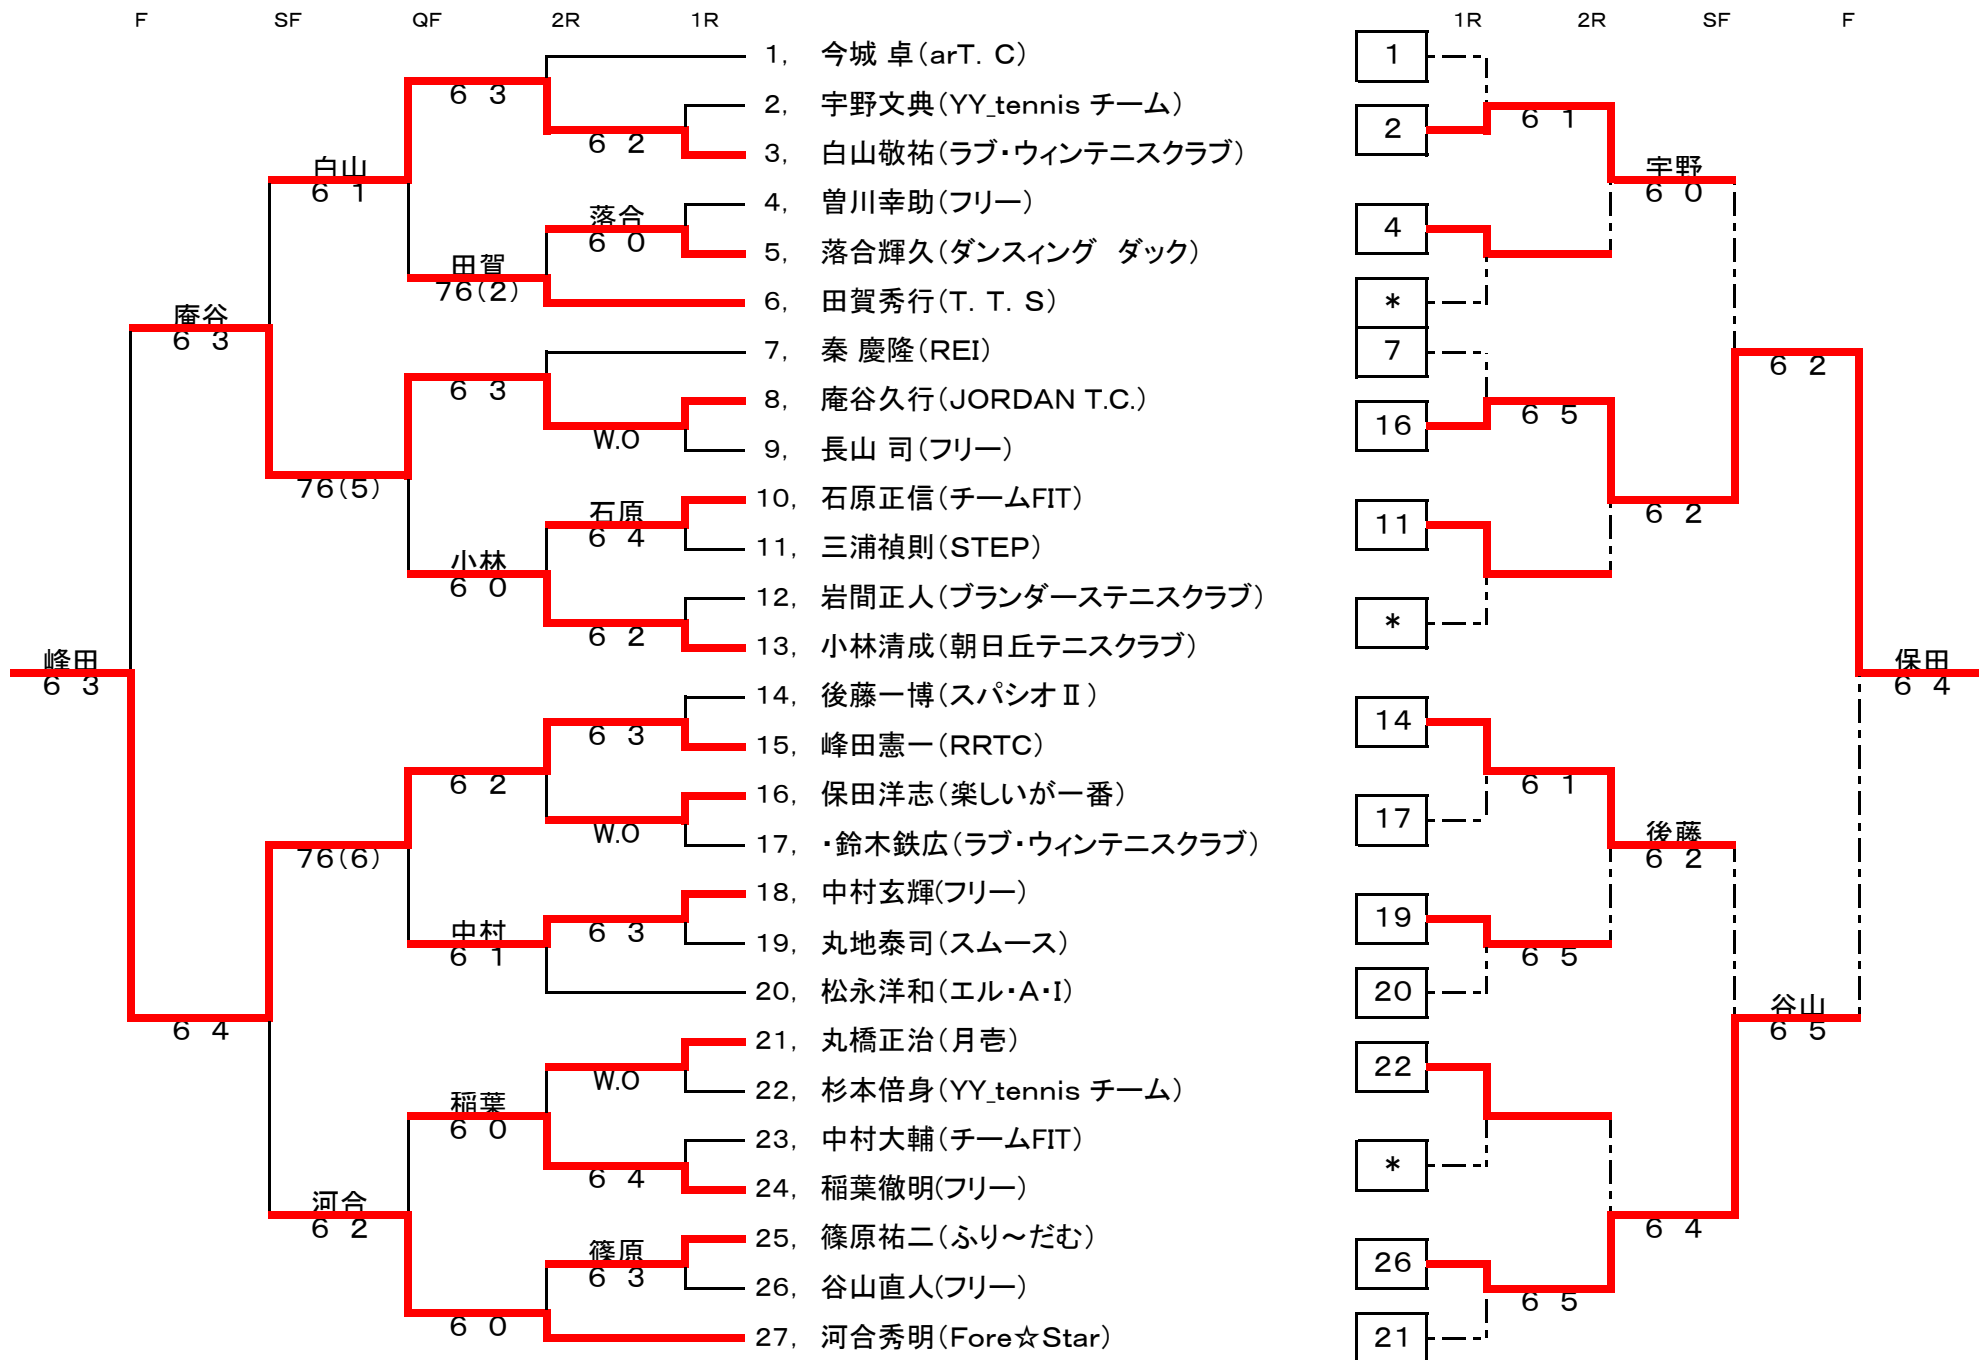 F SF QF 2R 1R 1R 2R SF F
1, 今城 卓(arT. C) 1
6 3
2, 宇野文典(YY_tennis チーム) 2 6 1
6 2
3, 白山敬祐(ラブ・ウィンテニスクラブ)
白山 宇野
6 1 6 0
4, 曽川幸助(フリー) 4
落合
6 0
5, 落合輝久(ダンスィング ダック)
田賀
76(2)
6, 田賀秀行(T. T. S) *
庵谷
6 3
7, 秦 慶隆(REI) 7
6 2
6 3
8, 庵谷久行(JORDAN T.C.)
W.O 16 6 5
9, 長山 司(フリー)
76(5)
10, 石原正信(チームFIT)
石原 6 2
6 4 11
11, 三浦禎則(STEP)
小林
6 0
12, 岩間正人(ブランダーステニスクラブ)
6 2 *
13, 小林清成(朝日丘テニスクラブ)
峰田 保田
6 3 6 4
14, 後藤一博(スパシオⅡ)
6 3 14
15, 峰田憲一(RRTC)
6 2 6 1
16, 保田洋志(楽しいが一番)
W.O 17
17, ・鈴木鉄広(ラブ・ウィンテニスクラブ) 後藤
76(6) 6 2
18, 中村玄輝(フリー)
中村 6 3 19
6 1 6 5
19, 丸地泰司(スムース)
20, 松永洋和(エル・A・I) 20
谷山
6 4 6 5
21, 丸橋正治(月壱)
W.O 22
22, 杉本倍身(YY_tennis チーム)
稲葉
6 0
23, 中村大輔(チームFIT)
6 4 *
24, 稲葉徹明(フリー)
河合
6 2 6 4
25, 篠原祐二(ふり～だむ)
篠原
6 3 26
26, 谷山直人(フリー)
6 0 6 5
27, 河合秀明(Fore☆Star) 21